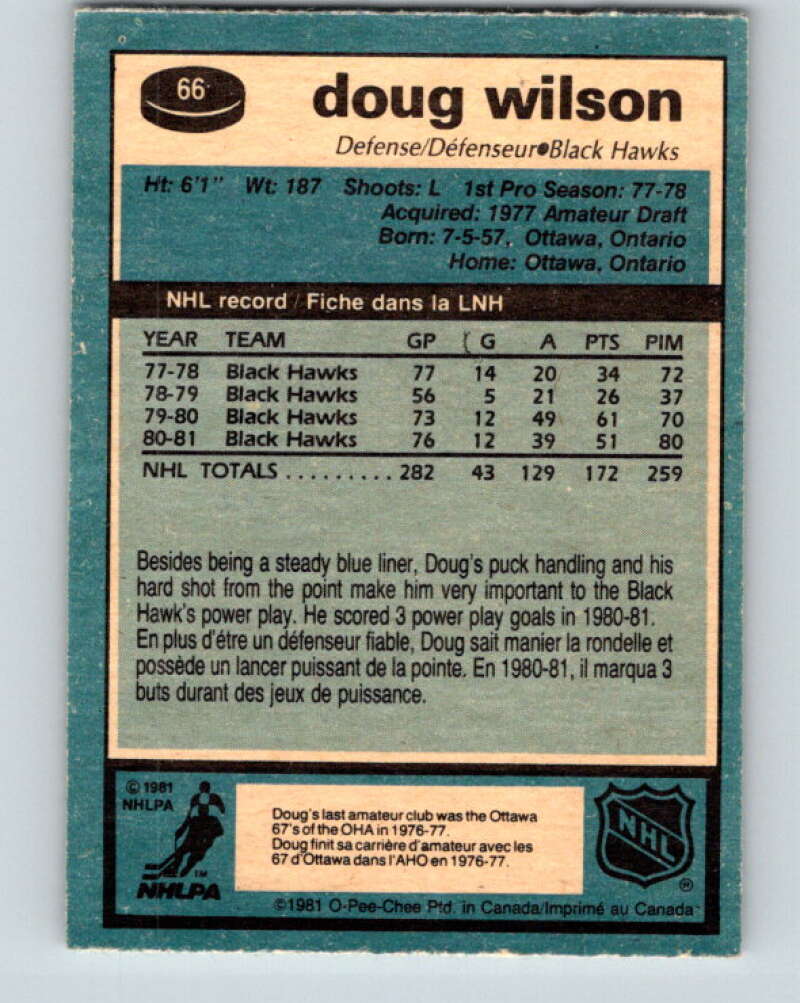 66
doug wilson
Defense/Défenseur●Black Hawks
Ht: 6'1" Wt: 187 Shoots: L 1st Pro Season: 77-78
Acquired: 1977 Amateur Draft
Born: 7-5-57, Ottawa, Ontario
Home: Ottawa, Ontario
NHL record / Fiche dans la LNH
YEAR TEAM GP G A PTS PIM
77-78 Black Hawks 77 14 20 34 72
78-79 Black Hawks 56 5 21 26 37
79-80 Black Hawks 73 12 49 61 70
80-81 Black Hawks 76 12 39 51 80
NHL TOTALS ......... 282 43 129 172 259
Besides being a steady blue liner, Doug's puck handling and his
hard shot from the point make him very important to the Black
Hawk's power play. He scored 3 power play goals in 1980-81.
En plus d'étre un défenseur fiable, Doug sait manier la rondelle et
possède un lancer puissant de la pointe. En 1980-81, il marqua 3
buts durant des jeux de puissance.
© 1981
NHLPA
TM
NHLPA
Doug's last amateur club was the Ottawa
67's of the OHA in 1976-77.
Doug finit sa carrière d'amateur avec les
67 d'Ottawa dans l'AHO en 1976-77.
NHL
®
©1981 O-Pee-Chee Ptd. in Canada/Imprimé au Canada